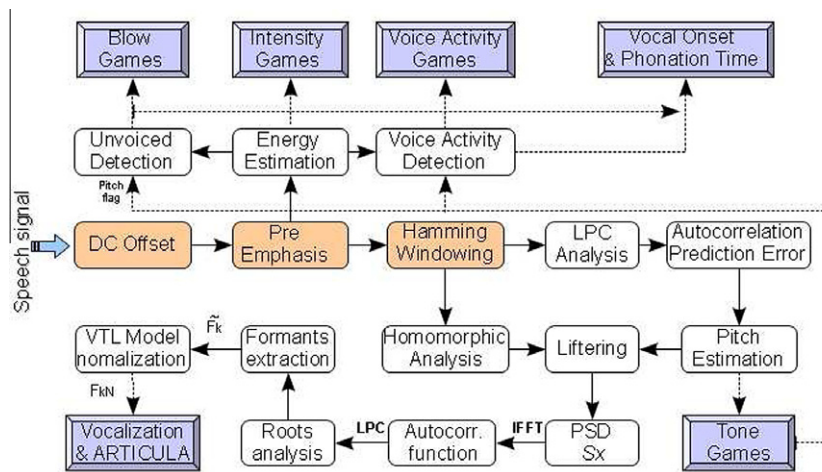 Blow
Games
Intensity
Games
Voice Activity
Games
Vocal Onset
& Phonation Time
Unvoiced
Detection
Energy
Estimation
Voice Activity
Detection
Pitch
flag
Speech signal
DC Offset
Pre
Emphasis
Hamming
Windowing
LPC
Analysis
Autocorrelation
Prediction Error
VTL Model
nomalization
F̃k
Formants
extraction
Homomorphic
Analysis
Liftering
Pitch
Estimation
FkN
Vocalization
& ARTICULA
Roots
analysis
LPC
Autocorr.
function
IFFT
PSD
Sx
Tone
Games